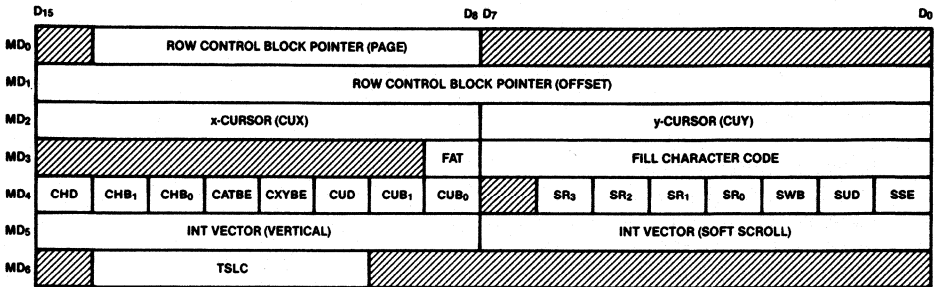 D15 D8 D7 D0
MD0 ROW CONTROL BLOCK POINTER (PAGE)
MD1 ROW CONTROL BLOCK POINTER (OFFSET)
MD2 x-CURSOR (CUX) y-CURSOR (CUY)
MD3 FAT FILL CHARACTER CODE
MD4 CHD CHB1 CHB0 CATBE CXYBE CUD CUB1 CUB0 SR3 SR2 SR1 SR0 SWB SUD SSE
MD5 INT VECTOR (VERTICAL) INT VECTOR (SOFT SCROLL)
MD6 TSLC